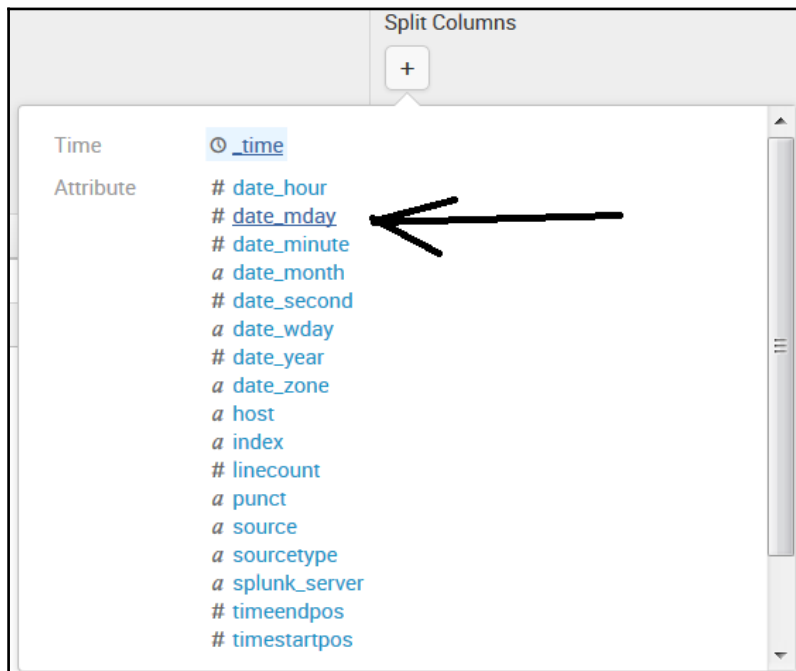 Split Columns
+
Time _time
Attribute # date_hour
# date_mday
# date_minute
a date_month
# date_second
a date_wday
# date_year
a date_zone
a host
a index
# linecount
a punct
a source
a sourcetype
a splunk_server
# timeendpos
# timestartpos